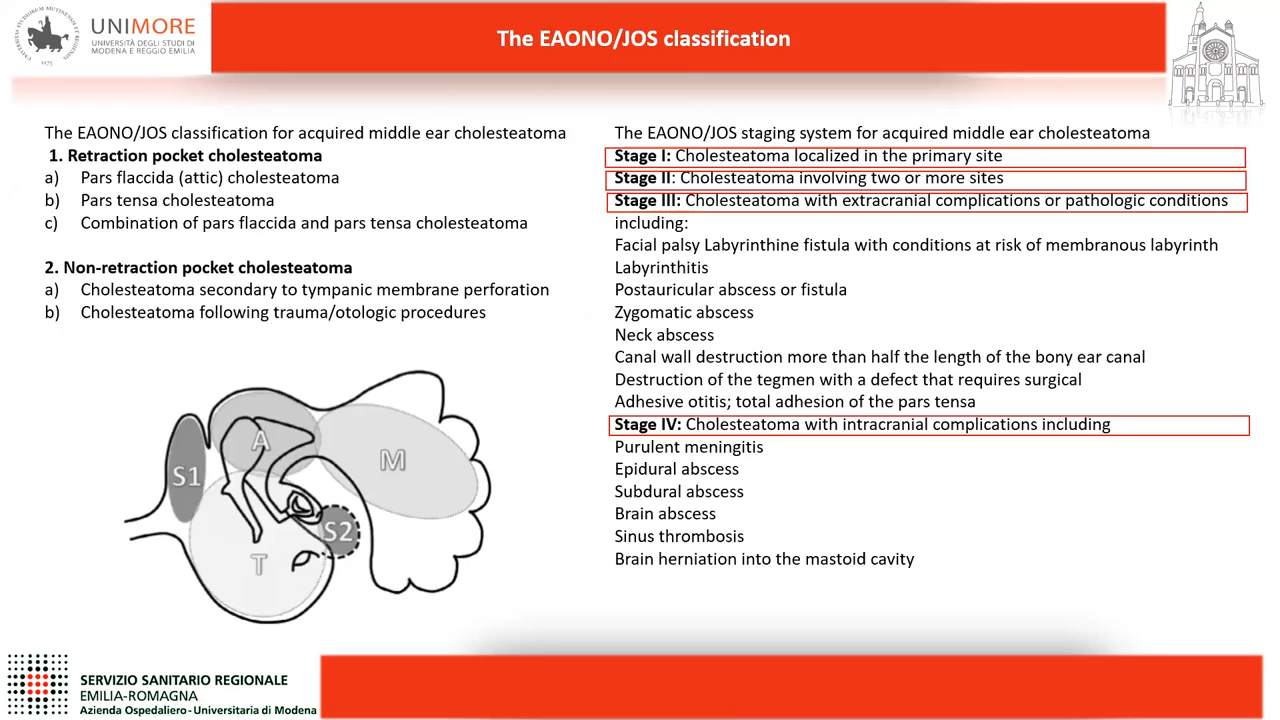 UNIMORE
UNIVERSITÀ DEGLI STUDI DI
MODENA E REGGIO EMILIA
1175
The EAONO/JOS classification
The EAONO/JOS classification for acquired middle ear cholesteatoma
1. Retraction pocket cholesteatoma
a) Pars flaccida (attic) cholesteatoma
b) Pars tensa cholesteatoma
c) Combination of pars flaccida and pars tensa cholesteatoma
2. Non-retraction pocket cholesteatoma
a) Cholesteatoma secondary to tympanic membrane perforation
b) Cholesteatoma following trauma/otologic procedures
S1
A
M
S2
T
The EAONO/JOS staging system for acquired middle ear cholesteatoma
Stage I: Cholesteatoma localized in the primary site
Stage II: Cholesteatoma involving two or more sites
Stage III: Cholesteatoma with extracranial complications or pathologic conditions
including:
Facial palsy Labyrinthine fistula with conditions at risk of membranous labyrinth
Labyrinthitis
Postauricular abscess or fistula
Zygomatic abscess
Neck abscess
Canal wall destruction more than half the length of the bony ear canal
Destruction of the tegmen with a defect that requires surgical
Adhesive otitis; total adhesion of the pars tensa
Stage IV: Cholesteatoma with intracranial complications including
Purulent meningitis
Epidural abscess
Subdural abscess
Brain abscess
Sinus thrombosis
Brain herniation into the mastoid cavity
SERVIZIO SANITARIO REGIONALE
EMILIA-ROMAGNA
Azienda Ospedaliero - Universitaria di Modena